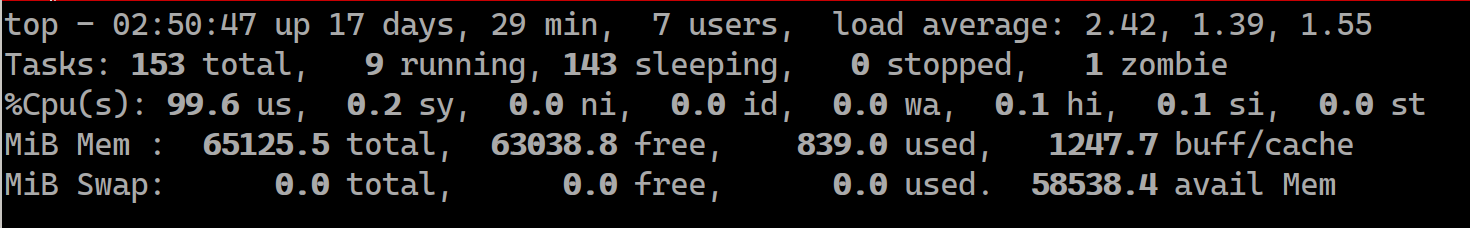 top - 02:50:47 up 17 days, 29 min,  7 users,  load average: 2.42, 1.39, 1.55
Tasks: 153 total,   9 running, 143 sleeping,   0 stopped,   1 zombie
%Cpu(s): 99.6 us,  0.2 sy,  0.0 ni,  0.0 id,  0.0 wa,  0.1 hi,  0.1 si,  0.0 st
MiB Mem :  65125.5 total,  63038.8 free,    839.0 used,   1247.7 buff/cache
MiB Swap:      0.0 total,      0.0 free,      0.0 used.  58538.4 avail Mem